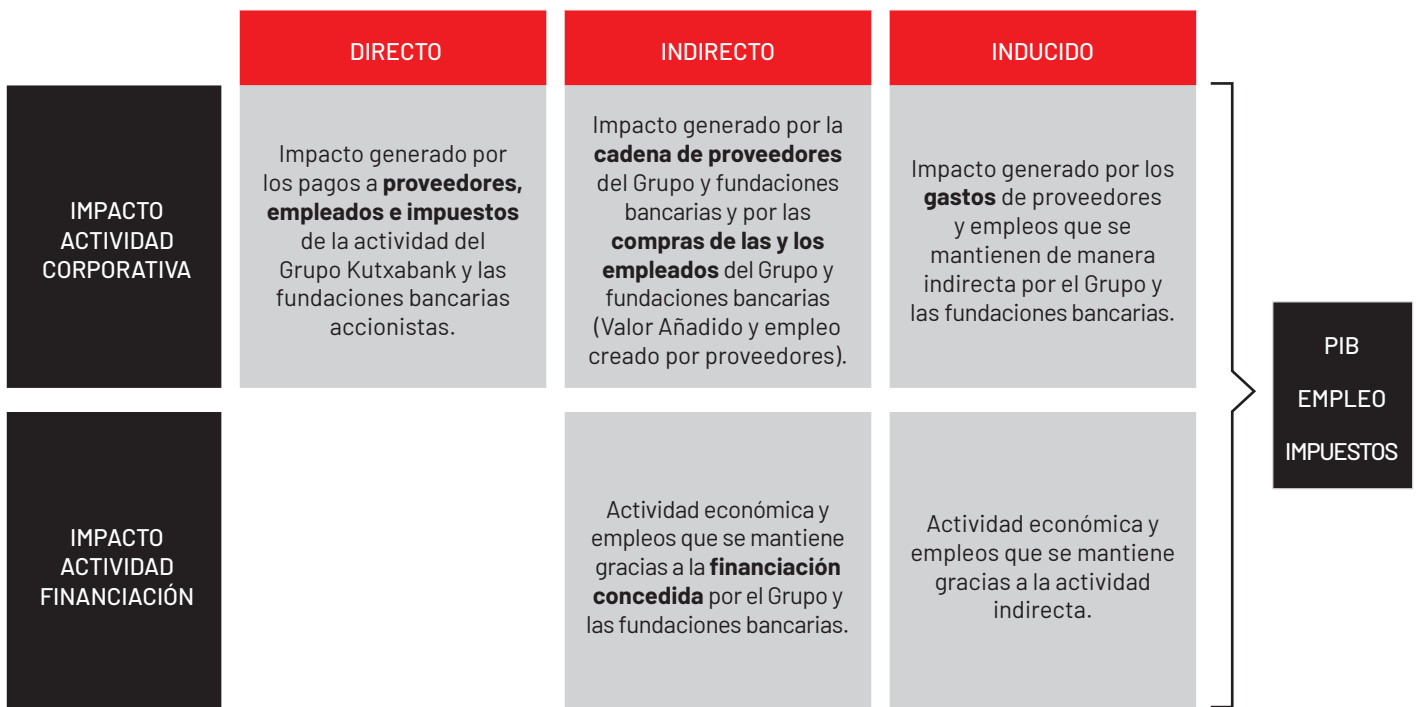 DIRECTO
INDIRECTO
INDUCIDO
IMPACTO
ACTIVIDAD
CORPORATIVA
Impacto generado por
los pagos a proveedores,
empleados e impuestos
de la actividad del
Grupo Kutxabank y las
fundaciones bancarias
accionistas.
Impacto generado por la
cadena de proveedores
del Grupo y fundaciones
bancarias y por las
compras de las y los
empleados del Grupo y
fundaciones bancarias
(Valor Añadido y empleo
creado por proveedores).
Impacto generado por los
gastos de proveedores
y empleos que se
mantienen de manera
indirecta por el Grupo y
las fundaciones bancarias.
IMPACTO
ACTIVIDAD
FINANCIACIÓN
Actividad económica y
empleos que se mantiene
gracias a la financiación
concedida por el Grupo y
las fundaciones bancarias.
Actividad económica y
empleos que se mantiene
gracias a la actividad
indirecta.
PIB
EMPLEO
IMPUESTOS